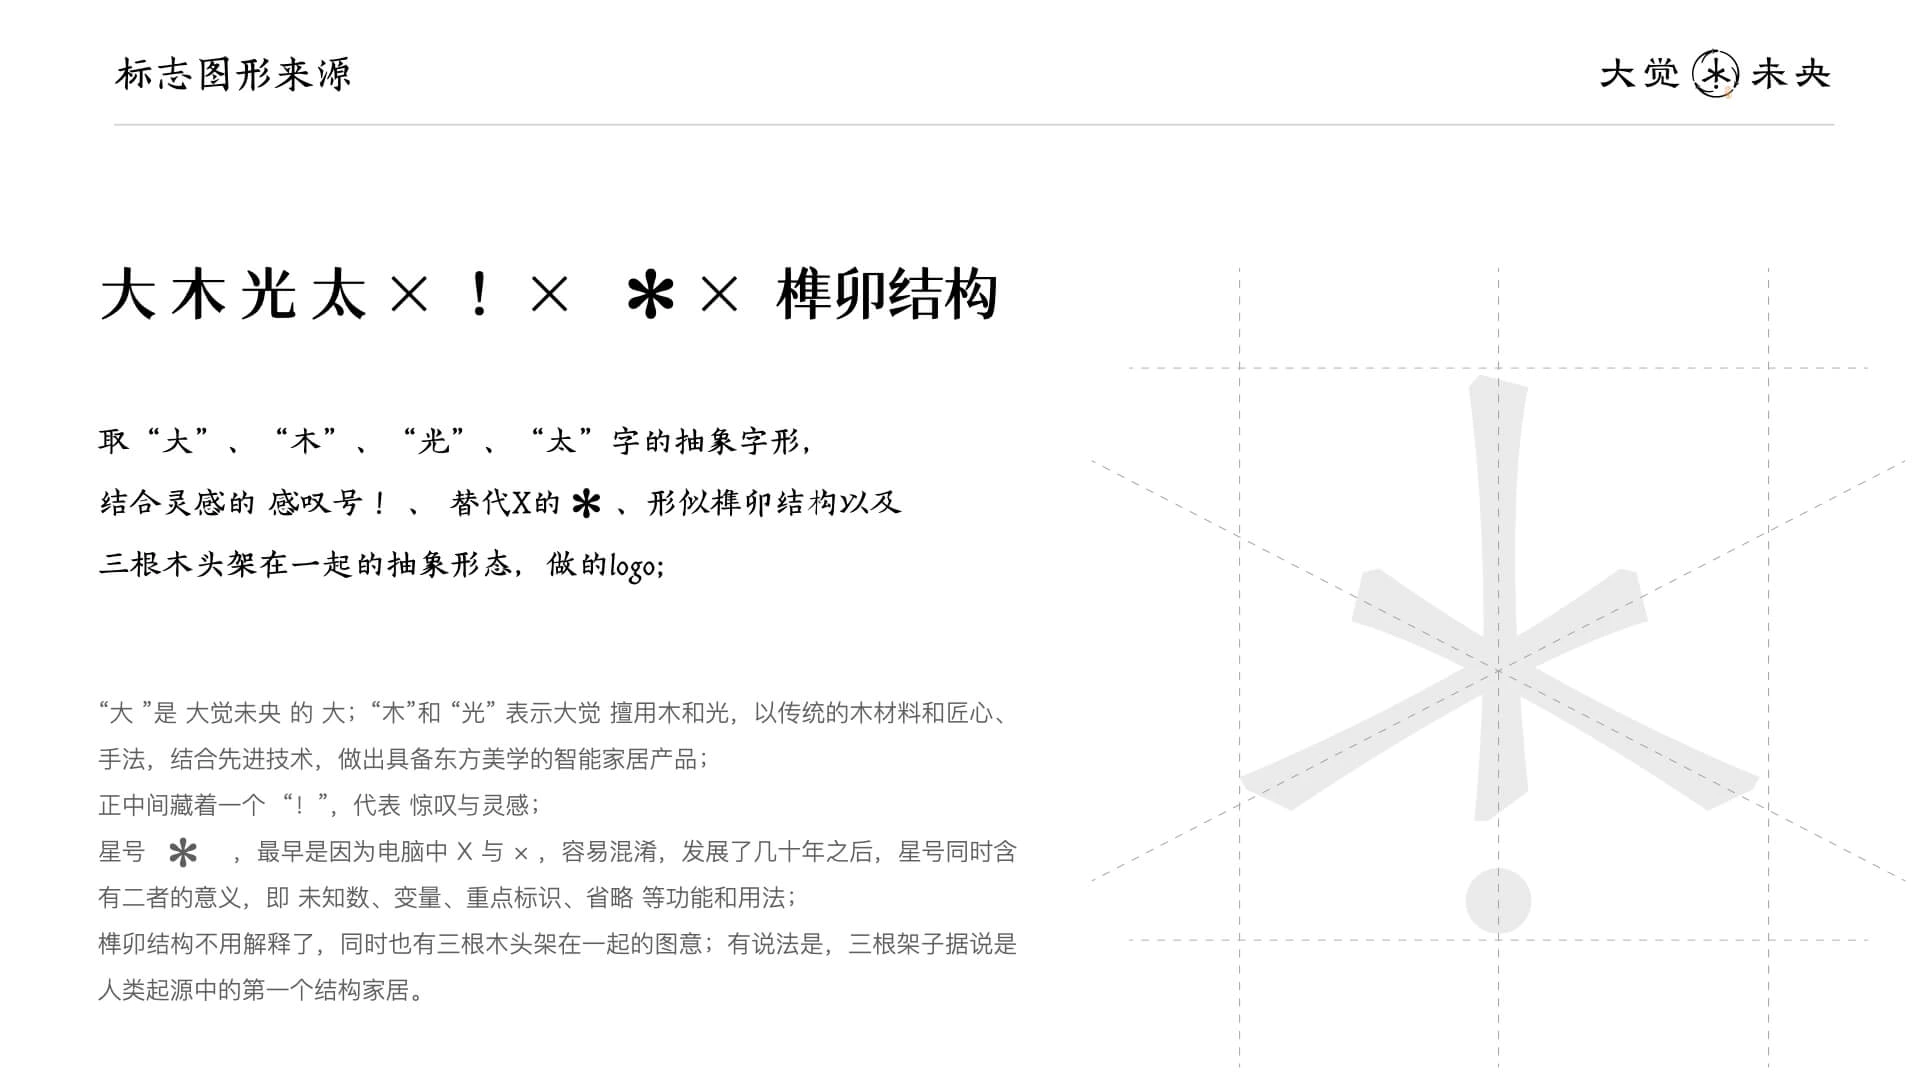 标志图形来源
大觉 未央
大木光太×！× ＊× 榫卯结构
取“大”、“木”、“光”、“太”字的抽象字形，
结合灵感的 感叹号！、 替代X的 ＊ 、形似榫卯结构以及
三根木头架在一起的抽象形态，做的logo;
“大 ”是 大觉未央 的 大；“木”和 “光” 表示大觉 擅用木和光，以传统的木材料和匠心、
手法，结合先进技术，做出具备东方美学的智能家居产品；
正中间藏着一个 “！”，代表 惊叹与灵感；
星号 ＊ ，最早是因为电脑中 X 与 × ，容易混淆，发展了几十年之后，星号同时含
有二者的意义，即 未知数、变量、重点标识、省略 等功能和用法；
榫卯结构不用解释了，同时也有三根木头架在一起的图意；有说法是，三根架子据说是
人类起源中的第一个结构家居。